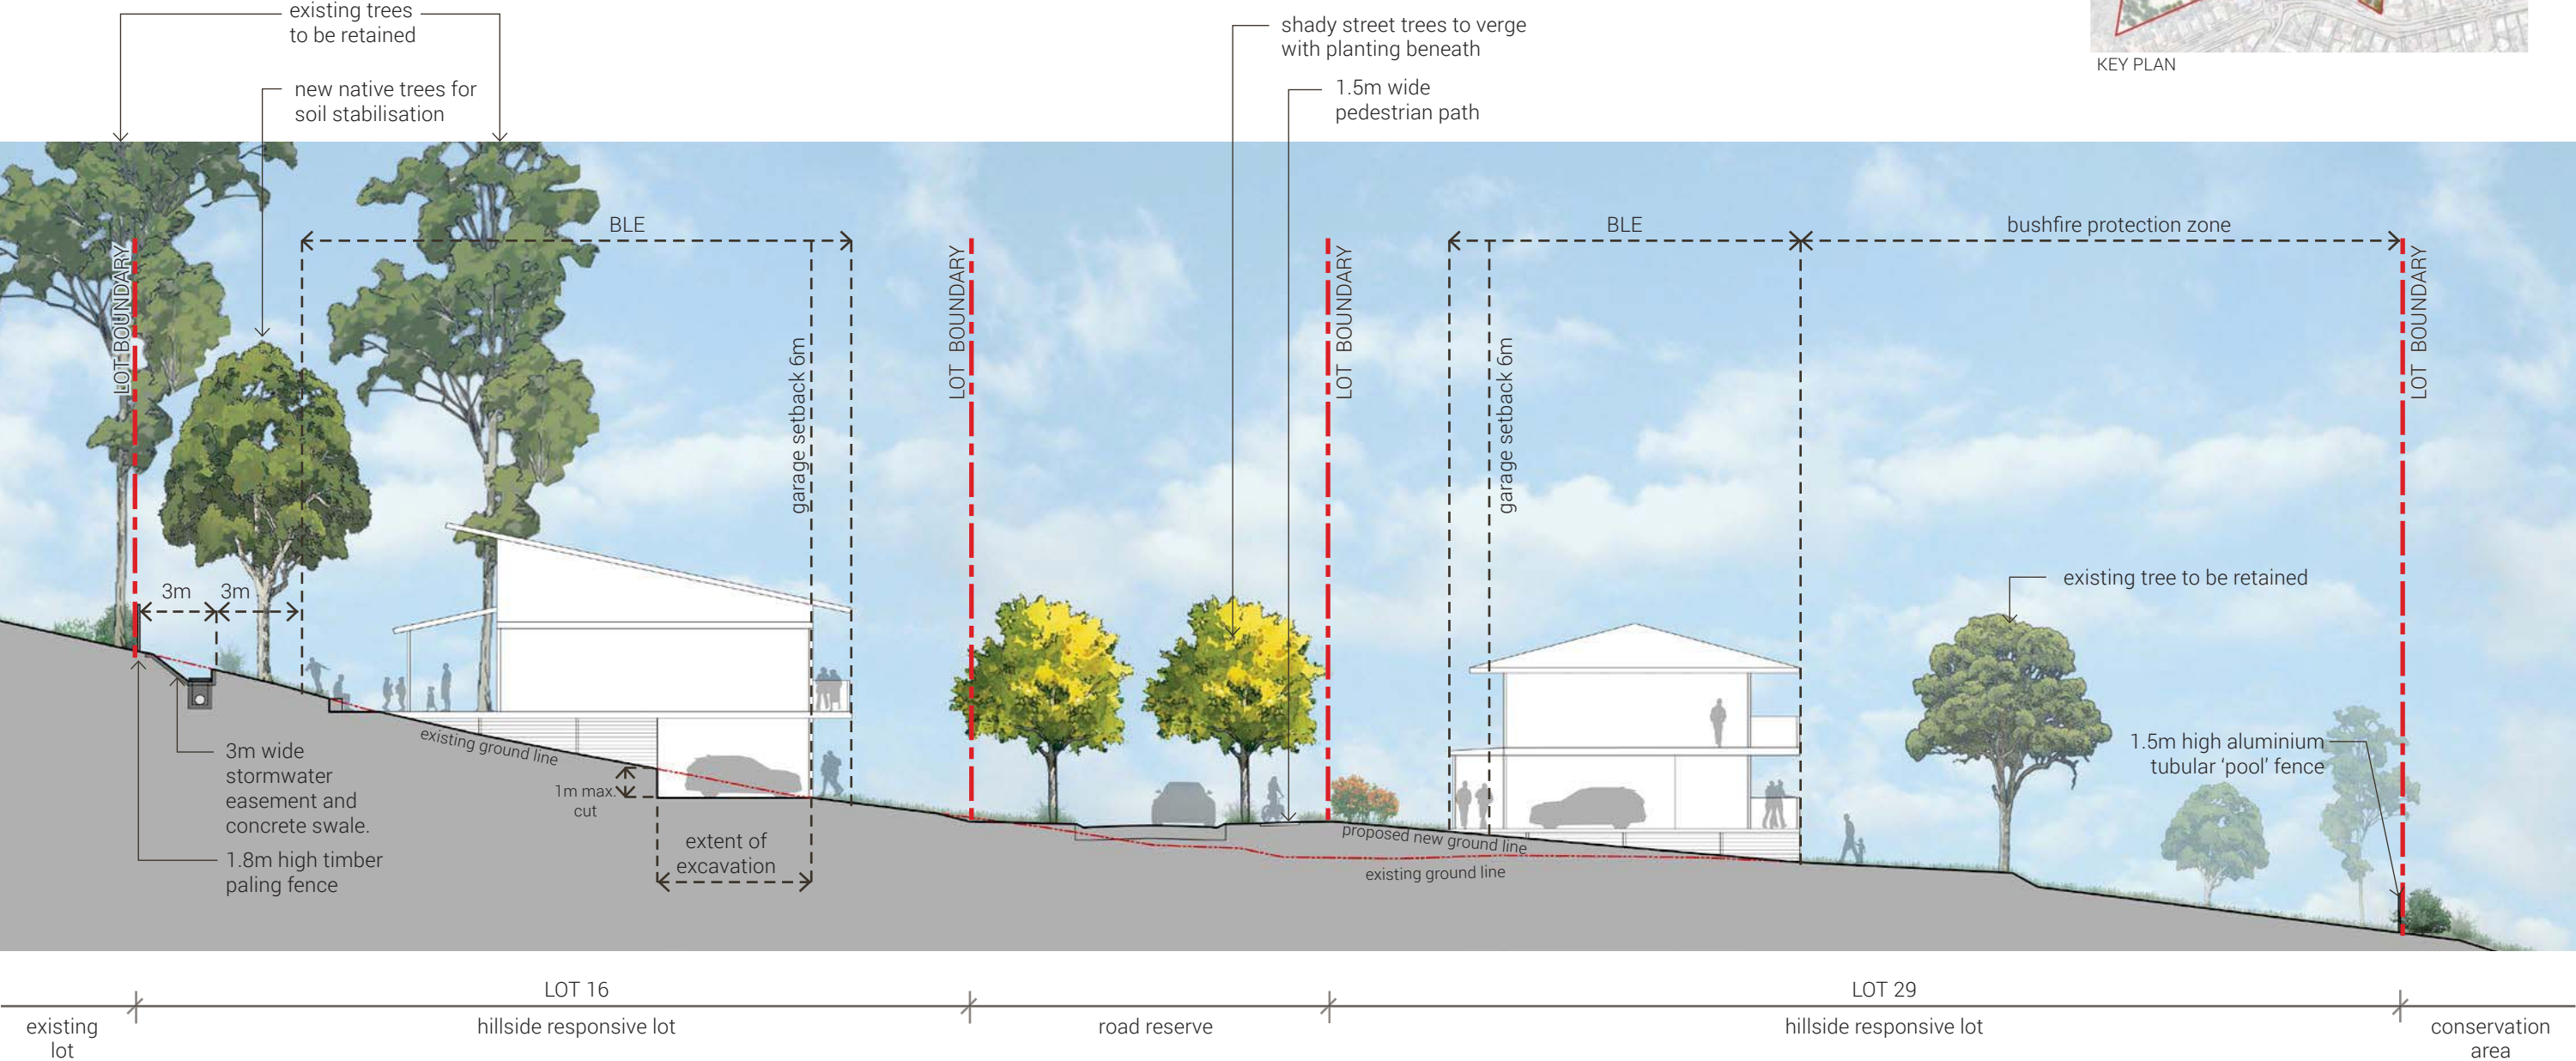 existing trees
to be retained
new native trees for
soil stabilisation
shady street trees to verge
with planting beneath
1.5m wide
pedestrian path
KEY PLAN
BLE
BLE
bushfire protection zone
LOT BOUNDARY
LOT BOUNDARY
LOT BOUNDARY
LOT BOUNDARY
garage setback 6m
garage setback 6m
3m
3m
existing tree to be retained
1.5m high aluminium
tubular ‘pool’ fence
existing ground line
3m wide
stormwater
easement and
concrete swale.
1.8m high timber
paling fence
1m max.
cut
extent of
excavation
proposed new ground line
existing ground line
LOT 16
LOT 29
existing
lot
hillside responsive lot
road reserve
hillside responsive lot
conservation
area